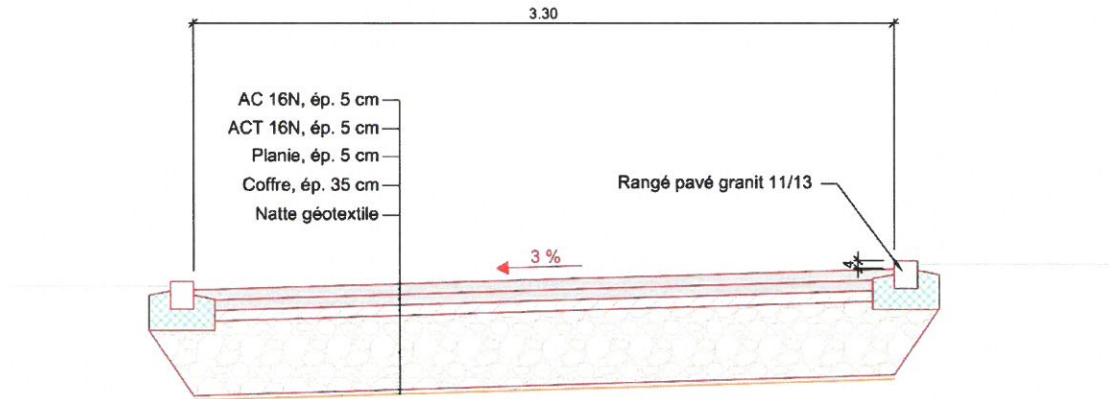 3.30
AC 16N, ép. 5 cm
ACT 16N, ép. 5 cm
Planie, ép. 5 cm
Coffre, ép. 35 cm
Natte géotextile
Rangé pavé granit 11/13
4
3 %